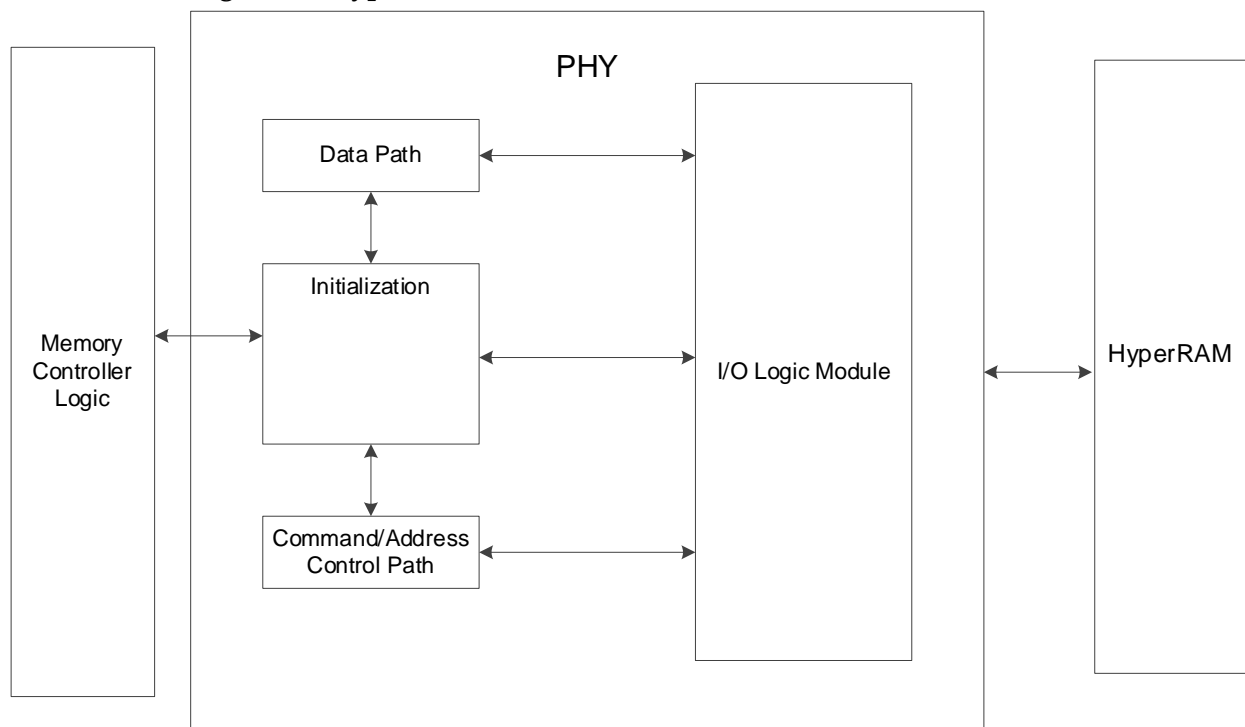 PHY
Data Path
Initialization
Memory
Controller
Logic
I/O Logic Module
HyperRAM
Command/Address
Control Path